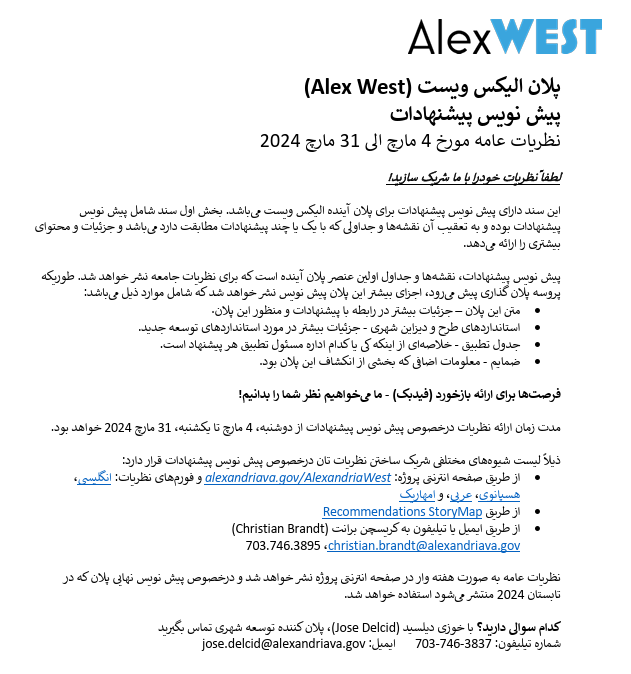 AlexWEST
پلان الیکس ویست (Alex West)
پیش نویس پیشنهادات
نظریات عامه مورخ 4 مارچ الی 31 مارچ 2024
لطفاً نظریات خودرا با ما شریک سازید!
این سند دارای پیش نویس پیشنهادات برای پلان آینده الیکس ویست می‌باشد. بخش اول سند شامل پیش نویس
پیشنهادات بوده و به تعقیب آن نقشه‌ها و جداولی که با یک یا چند پیشنهادات مطابقت دارد می‌باشد و جزئیات و محتوای
بیشتری را ارائه می‌دهد.
پیش نویس پیشنهادات، نقشه‌ها و جداول اولین عنصر پلان آینده است که برای نظریات جامعه نشر خواهد شد. طوریکه
پروسه پلان گذاری پیش می‌رود، اجزای بیشتر این پلان پیش نویس نشر خواهد شد که شامل موارد ذیل می‌باشد:
• متن این پلان – جزئیات بیشتر در رابطه با پیشنهادات و منظور این پلان.
• استانداردهای طرح و دیزاین شهری - جزئیات بیشتر در مورد استانداردهای توسعه جدید.
• جدول تطبیق - خلاصه‌ای از اینکه کی یا کدام اداره مسئول تطبیق هر پیشنهاد است.
• ضمایم - معلومات اضافی که بخشی از انکشاف این پلان بود.
فرصت‌ها برای ارائه بازخورد (فیدبک) - ما می‌خواهیم نظر شما را بدانیم!
مدت زمان ارائه نظریات درخصوص پیش نویس پیشنهادات از دوشنبه، 4 مارچ تا یکشنبه، 31 مارچ 2024 خواهد بود.
ذیلاً لیست شیوه‌های مختلفی شریک ساختن نظریات تان درخصوص پیش نویس پیشنهادات قرار دارد:
• از طریق صفحه انترنتی پروژه: alexandriava.gov/AlexandriaWest و فورم‌های نظریات: انگلیسی،
هسپانوی، عربی، و امهاریک
• از طریق Recommendations StoryMap
• از طریق ایمیل یا تیلیفون به کریسچن برانت (Christian Brandt)
christian.brandt@alexandriava.gov، 703.746.3895
نظریات عامه به صورت هفته وار در صفحه انترنتی پروژه نشر خواهد شد و درخصوص پیش نویس نهایی پلان که در
تابستان 2024 منتشر می‌شود استفاده خواهد شد.
کدام سوالی دارید؟ با خوزی دیلسید (Jose Delcid)، پلان کننده توسعه شهری تماس بگیرید
شماره تیلیفون: 703-746-3837 ایمیل: jose.delcid@alexandriava.gov